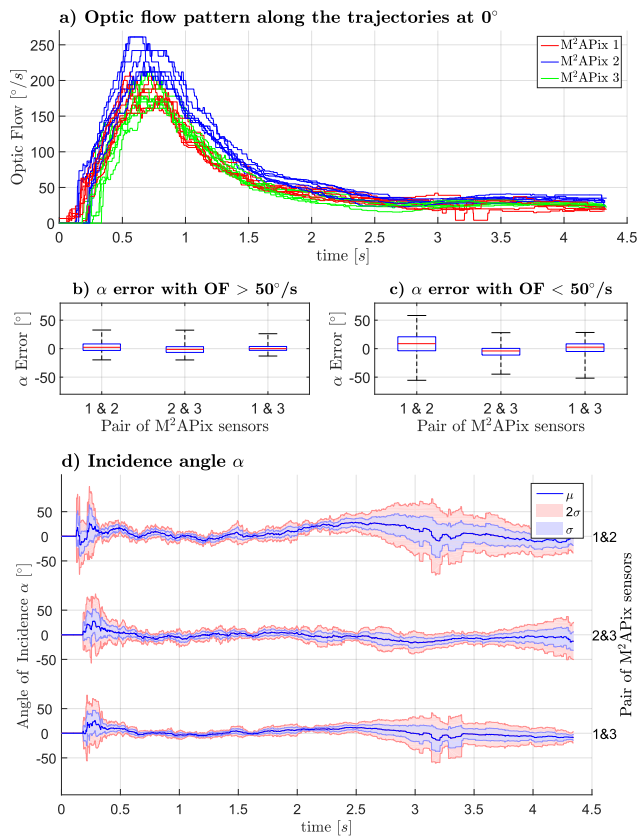 a) Optic flow pattern along the trajectories at 0°
Optic Flow [°/s]
250
200
150
100
50
0
M²APix 1
M²APix 2
M²APix 3
0 0.5 1 1.5 2 2.5 3 3.5 4 4.5
time [s]
b) α error with OF > 50°/s
α Error [°]
50
0
-50
1 & 2 2 & 3 1 & 3
Pair of M²APix sensors
c) α error with OF < 50°/s
α Error [°]
50
0
-50
1 & 2 2 & 3 1 & 3
Pair of M²APix sensors
d) Incidence angle α
Angle of Incidence α [°]
50
0
-50
50
0
-50
50
0
-50
μ
2σ
σ
1&2
2&3
1&3
Pair of M²APix sensors
0 0.5 1 1.5 2 2.5 3 3.5 4 4.5
time [s]